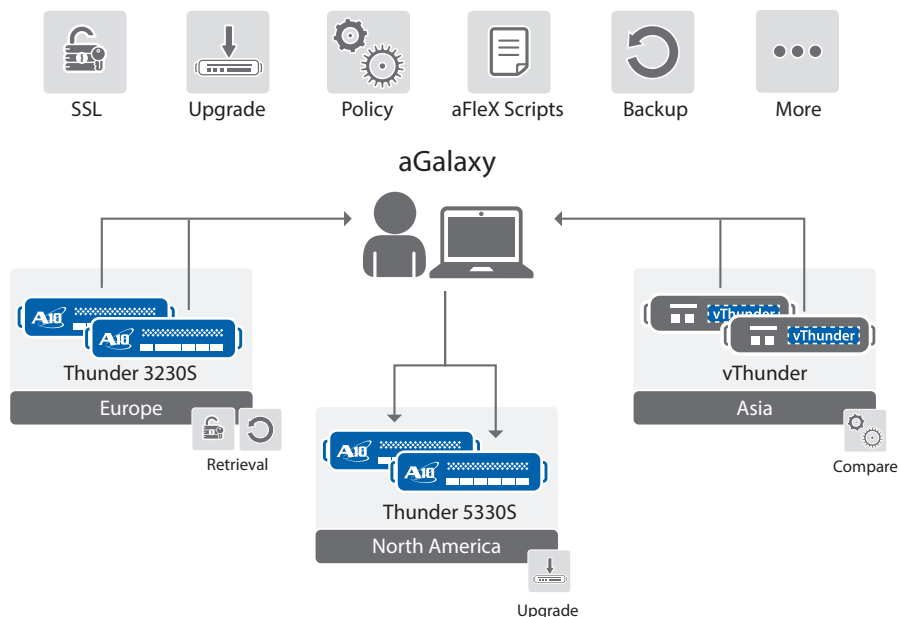 SSL
Upgrade
Policy
aFleX Scripts
Backup
More
aGalaxy
A10
A10
Thunder 3230S
Europe
Retrieval
vThunder
vThunder
vThunder
Asia
Compare
A10
A10
Thunder 5330S
North America
Upgrade